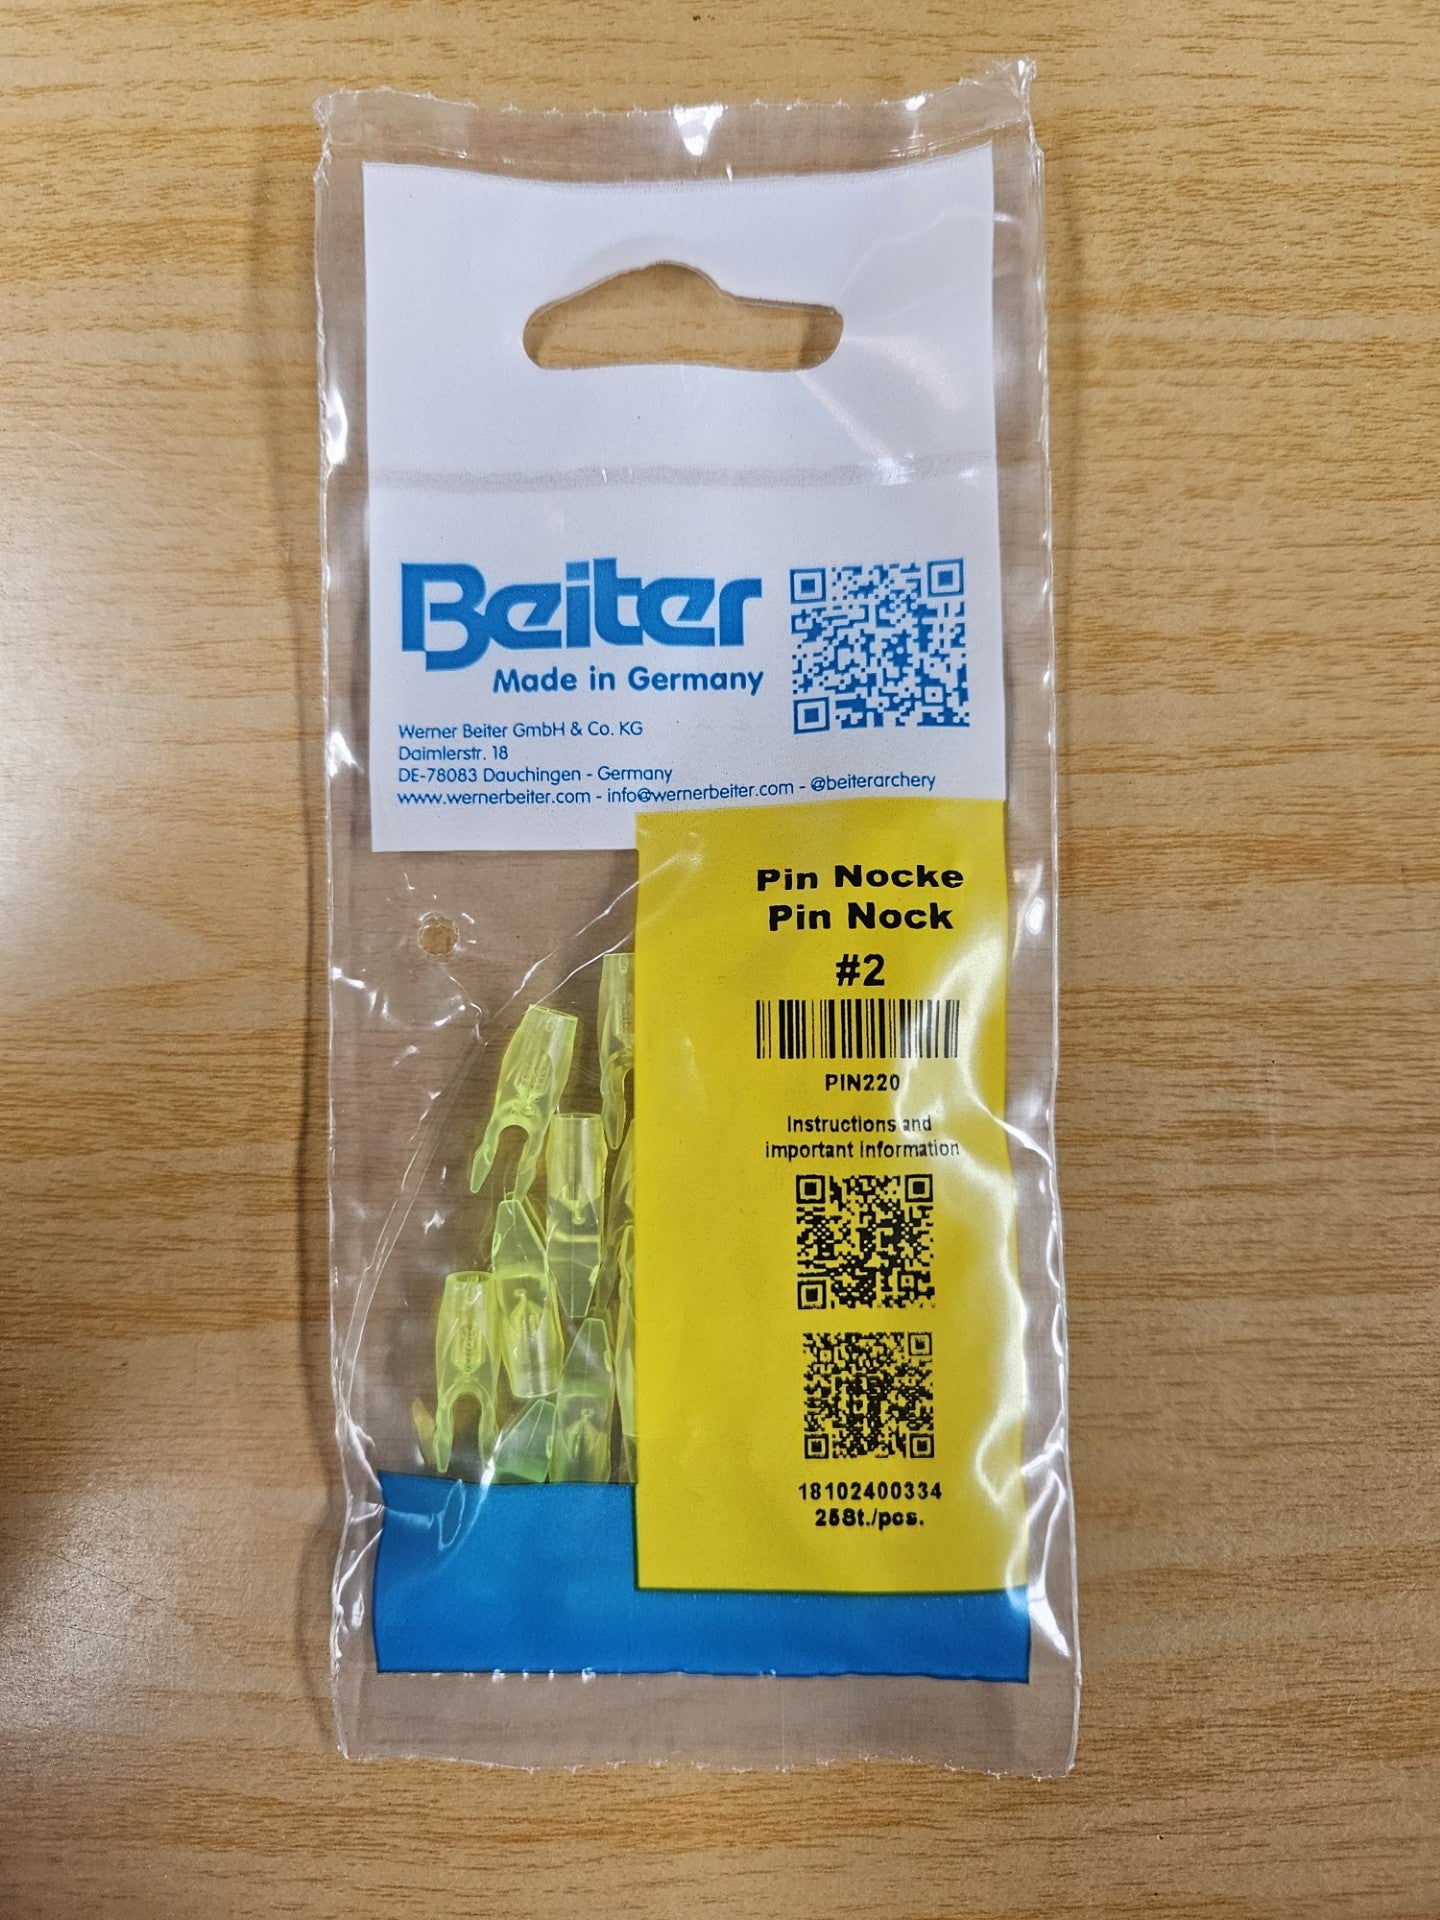 Beiter
Made in Germany
Werner Beiter GmbH & Co. KG
Daimlerstr. 18
DE-78083 Dauchingen - Germany
www.wernerbeiter.com - info@wernerbeiter.com - @beiterarchery
Pin Nocke
Pin Nock
#2
PIN220
Instructions and
important information
18102400334
25St./pcs.